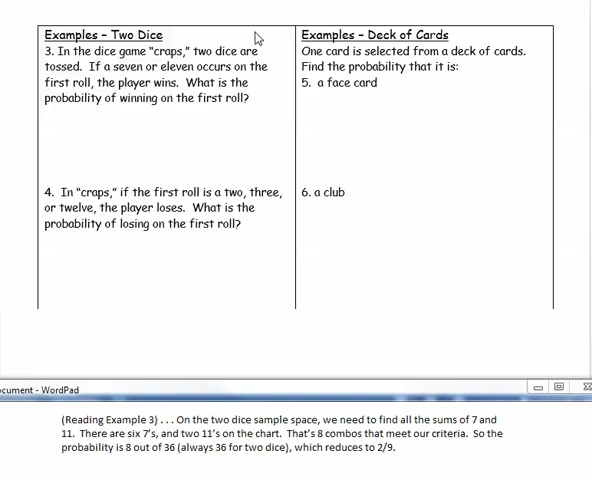 Examples – Two Dice
3. In the dice game "craps," two dice are
tossed. If a seven or eleven occurs on the
first roll, the player wins. What is the
probability of winning on the first roll?
4. In "craps," if the first roll is a two, three,
or twelve, the player loses. What is the
probability of losing on the first roll?
Examples – Deck of Cards
One card is selected from a deck of cards.
Find the probability that it is:
5. a face card
6. a club
ocument - WordPad
(Reading Example 3) . . . On the two dice sample space, we need to find all the sums of 7 and
11. There are six 7's, and two 11's on the chart. That's 8 combos that meet our criteria. So the
probability is 8 out of 36 (always 36 for two dice), which reduces to 2/9.